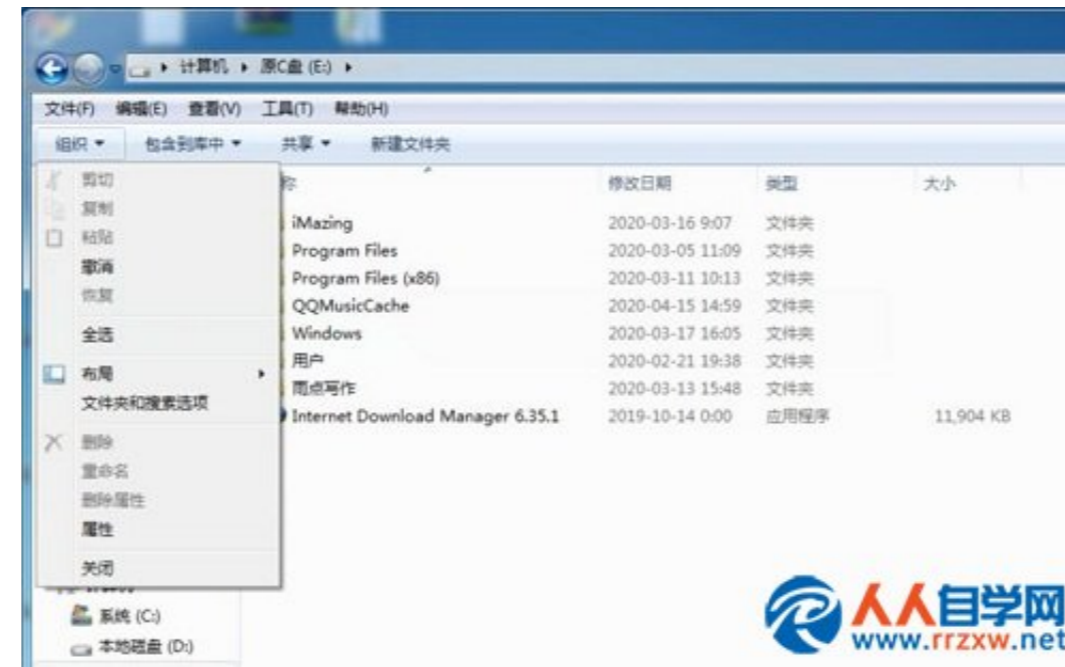 计算机 原C盘 (E:)
文件(F) 编辑(E) 查看(V) 工具(T) 帮助(H)
组织 包含到库中 共享 新建文件夹
剪切
复制
粘贴
撤消
恢复
全选
布局
文件夹和搜索选项
删除
重命名
删除属性
属性
关闭
称 修改日期 类型 大小
iMazing 2020-03-16 9:07 文件夹
Program Files 2020-03-05 11:09 文件夹
Program Files (x86) 2020-03-11 10:13 文件夹
QQMusicCache 2020-04-15 14:59 文件夹
Windows 2020-03-17 16:05 文件夹
用户 2020-02-21 19:38 文件夹
雨点写作 2020-03-13 15:48 文件夹
Internet Download Manager 6.35.1 2019-10-14 0:00 应用程序 11,904 KB
系统 (C:)
本地磁盘 (D:)
人人自学网
www.rrzxw.net